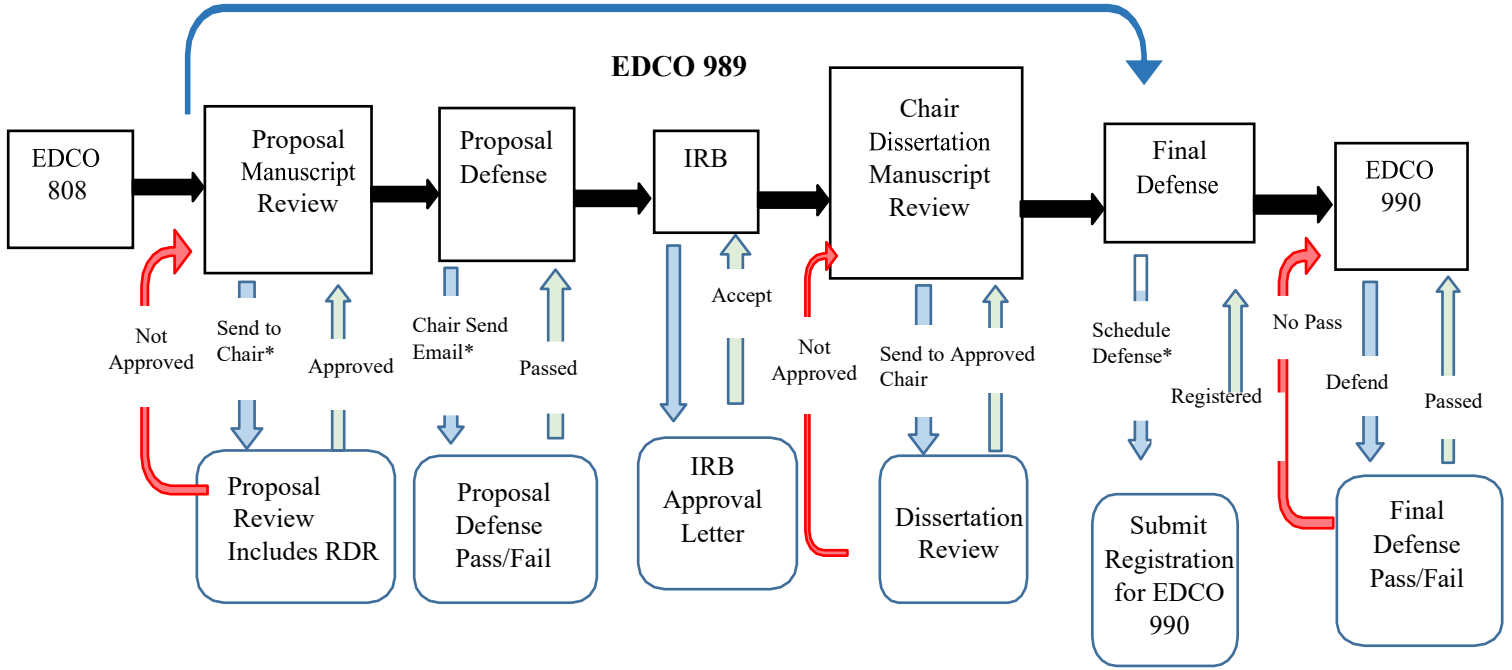 EDCO 989
EDCO
808
Proposal
Manuscript
Review
Proposal
Defense
IRB
Chair
Dissertation
Manuscript
Review
Final
Defense
EDCO
990
Not
Approved
Send to
Chair*
Approved
Chair Send
Email*
Passed
Accept
Not
Approved
Send to
Chair
Approved
Schedule
Defense*
Registered
No Pass
Defend
Passed
Proposal
Review
Includes RDR
Proposal
Defense
Pass/Fail
IRB
Approval
Letter
Dissertation
Review
Submit
Registration
for EDCO
990
Final
Defense
Pass/Fail